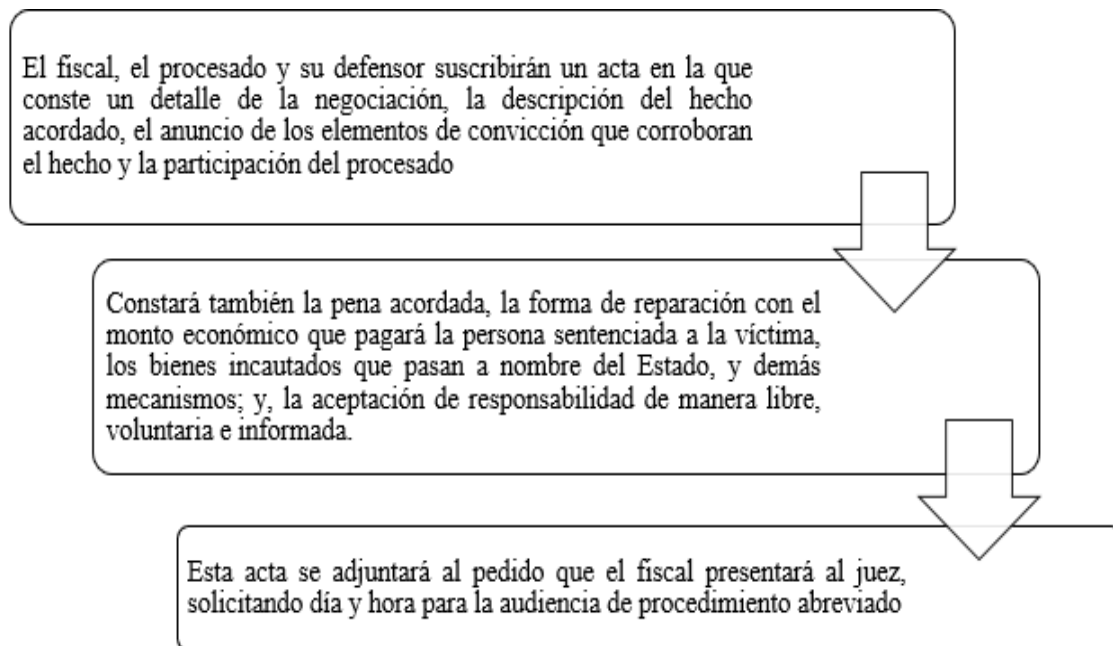 El fiscal, el procesado y su defensor suscribirán un acta en la que
conste un detalle de la negociación, la descripción del hecho
acordado, el anuncio de los elementos de convicción que corroboran
el hecho y la participación del procesado
Constará también la pena acordada, la forma de reparación con el
monto económico que pagará la persona sentenciada a la víctima,
los bienes incautados que pasan a nombre del Estado, y demás
mecanismos; y, la aceptación de responsabilidad de manera libre,
voluntaria e informada.
Esta acta se adjuntará al pedido que el fiscal presentará al juez,
solicitando día y hora para la audiencia de procedimiento abreviado